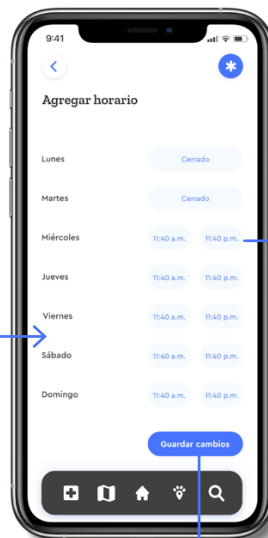 9:41
Agregar horario
Lunes Cerrado
Martes Cerrado
Miércoles 11:40 a.m. 11:40 p.m.
Jueves 11:40 a.m. 11:40 p.m.
Viernes 11:40 a.m. 11:40 p.m.
Sábado 11:40 a.m. 11:40 p.m.
Domingo 11:40 a.m. 11:40 p.m.
Guardar cambios